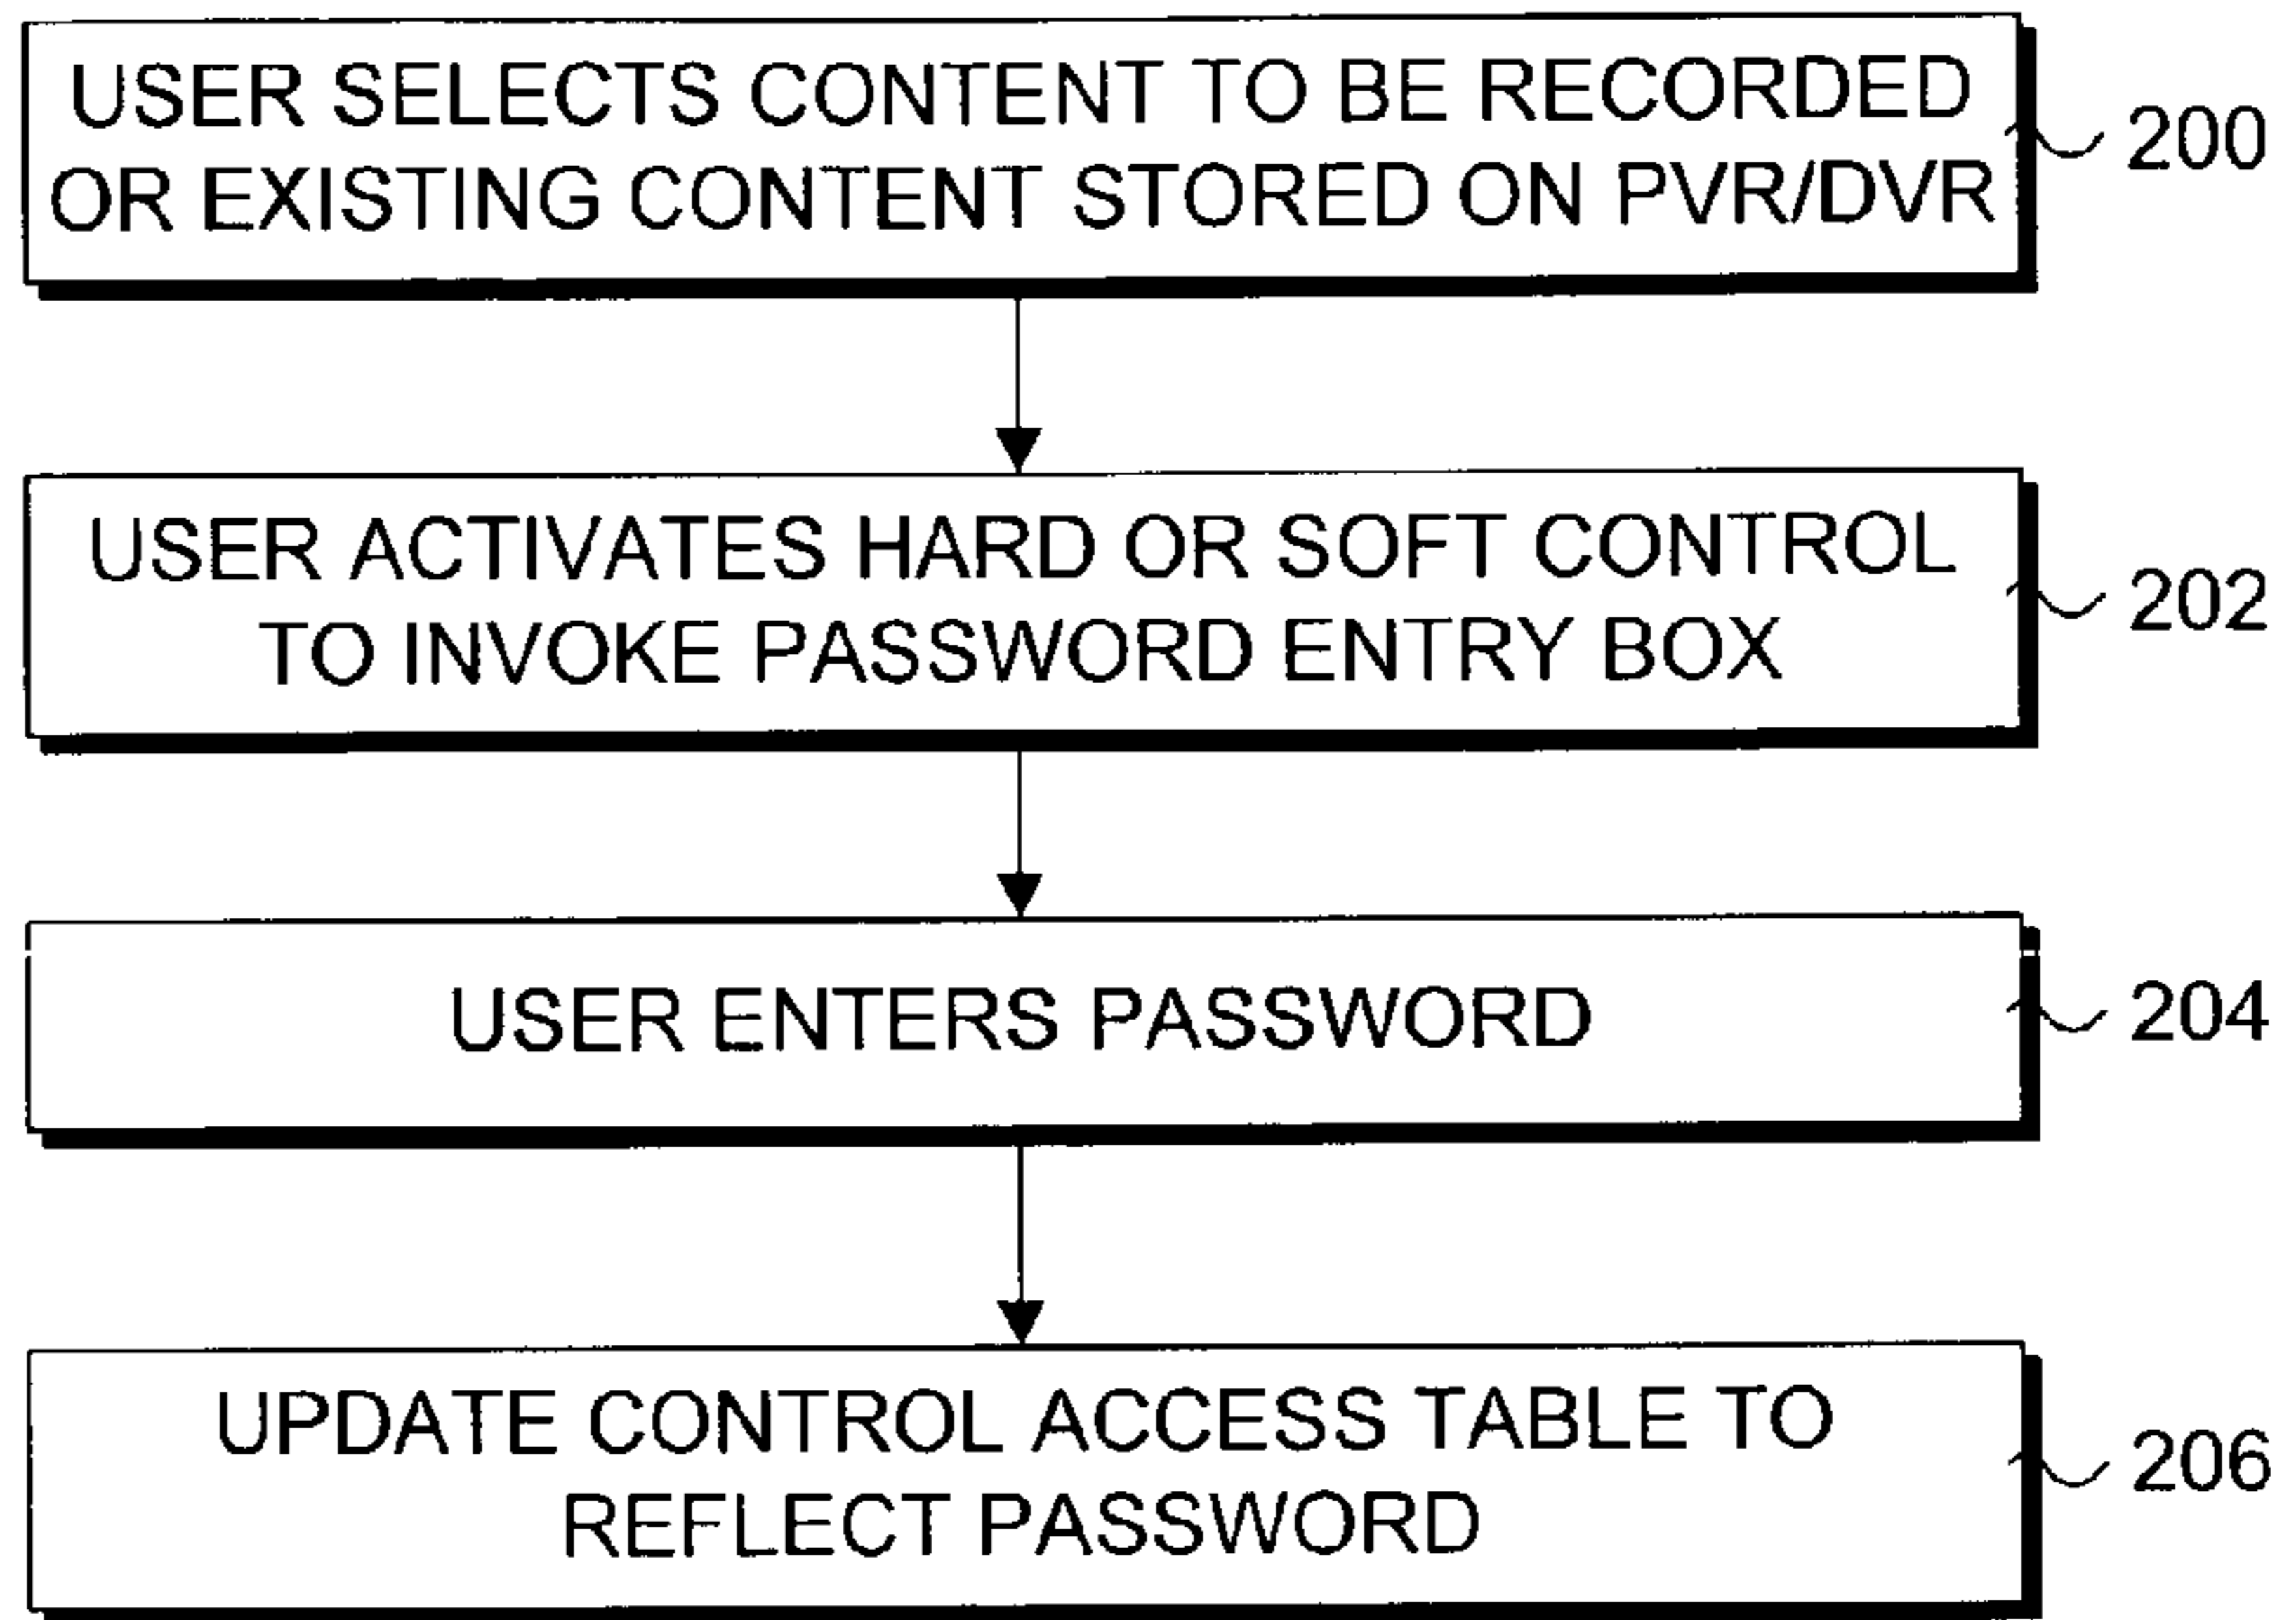 USER SELECTS CONTENT TO BE RECORDED
OR EXISTING CONTENT STORED ON PVR/DVR
200
USER ACTIVATES HARD OR SOFT CONTROL
TO INVOKE PASSWORD ENTRY BOX
202
USER ENTERS PASSWORD
204
UPDATE CONTROL ACCESS TABLE TO
REFLECT PASSWORD
206